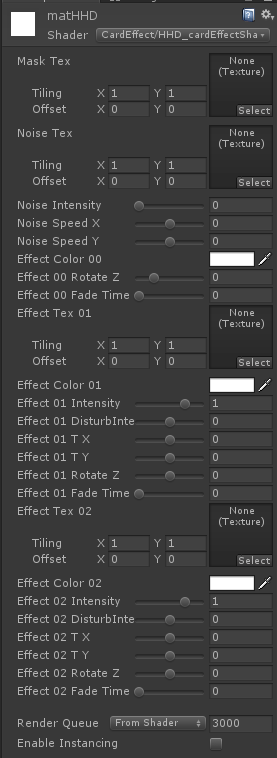 matHHD
Shader CardEffect/HHD_cardEffectSha
Mask Tex
None
(Texture)
Tiling X 1 Y 1
Offset X 0 Y 0
Select
Noise Tex
None
(Texture)
Tiling X 1 Y 1
Offset X 0 Y 0
Select
Noise Intensity 0
Noise Speed X 0
Noise Speed Y 0
Effect Color 00
Effect 00 Rotate Z 0
Effect 00 Fade Time 0
Effect Tex 01
None
(Texture)
Tiling X 1 Y 1
Offset X 0 Y 0
Select
Effect Color 01
Effect 01 Intensity 1
Effect 01 DisturbInte 0
Effect 01 T X 0
Effect 01 T Y 0
Effect 01 Rotate Z 0
Effect 01 Fade Time 0
Effect Tex 02
None
(Texture)
Tiling X 1 Y 1
Offset X 0 Y 0
Select
Effect Color 02
Effect 02 Intensity 1
Effect 02 DisturbInte 0
Effect 02 T X 0
Effect 02 T Y 0
Effect 02 Rotate Z 0
Effect 02 Fade Time 0
Render Queue From Shader 3000
Enable Instancing